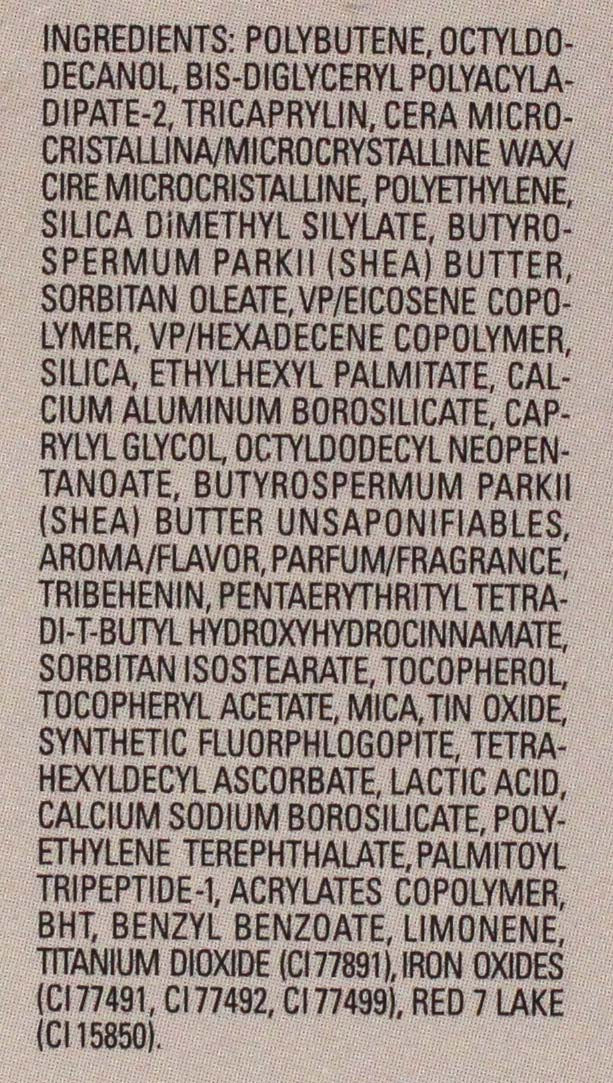 INGREDIENTS: POLYBUTENE, OCTYLDO-
DECANOL, BIS-DIGLYCERYL POLYACYLA-
DIPATE-2, TRICAPRYLIN, CERA MICRO-
CRISTALLINA/MICROCRYSTALLINE WAX/
CIRE MICROCRISTALLINE, POLYETHYLENE,
SILICA DiMETHYL SILYLATE, BUTYRO-
SPERMUM PARKII (SHEA) BUTTER,
SORBITAN OLEATE, VP/EICOSENE COPO-
LYMER, VP/HEXADECENE COPOLYMER,
SILICA, ETHYLHEXYL PALMITATE, CAL-
CIUM ALUMINUM BOROSILICATE, CAP-
RYLYL GLYCOL, OCTYLDODECYL NEOPEN-
TANOATE, BUTYROSPERMUM PARKII
(SHEA) BUTTER UNSAPONIFIABLES,
AROMA/FLAVOR, PARFUM/FRAGRANCE,
TRIBEHENIN, PENTAERYTHRITYL TETRA-
DI-T-BUTYL HYDROXYHYDROCINNAMATE,
SORBITAN ISOSTEARATE, TOCOPHEROL,
TOCOPHERYL ACETATE, MICA, TIN OXIDE,
SYNTHETIC FLUORPHLOGOPITE, TETRA-
HEXYLDECYL ASCORBATE, LACTIC ACID,
CALCIUM SODIUM BOROSILICATE, POLY-
ETHYLENE TEREPHTHALATE, PALMITOYL
TRIPEPTIDE-1, ACRYLATES COPOLYMER,
BHT, BENZYL BENZOATE, LIMONENE,
TITANIUM DIOXIDE (CI 77891), IRON OXIDES
(CI 77491, CI 77492, CI 77499), RED 7 LAKE
(CI 15850).